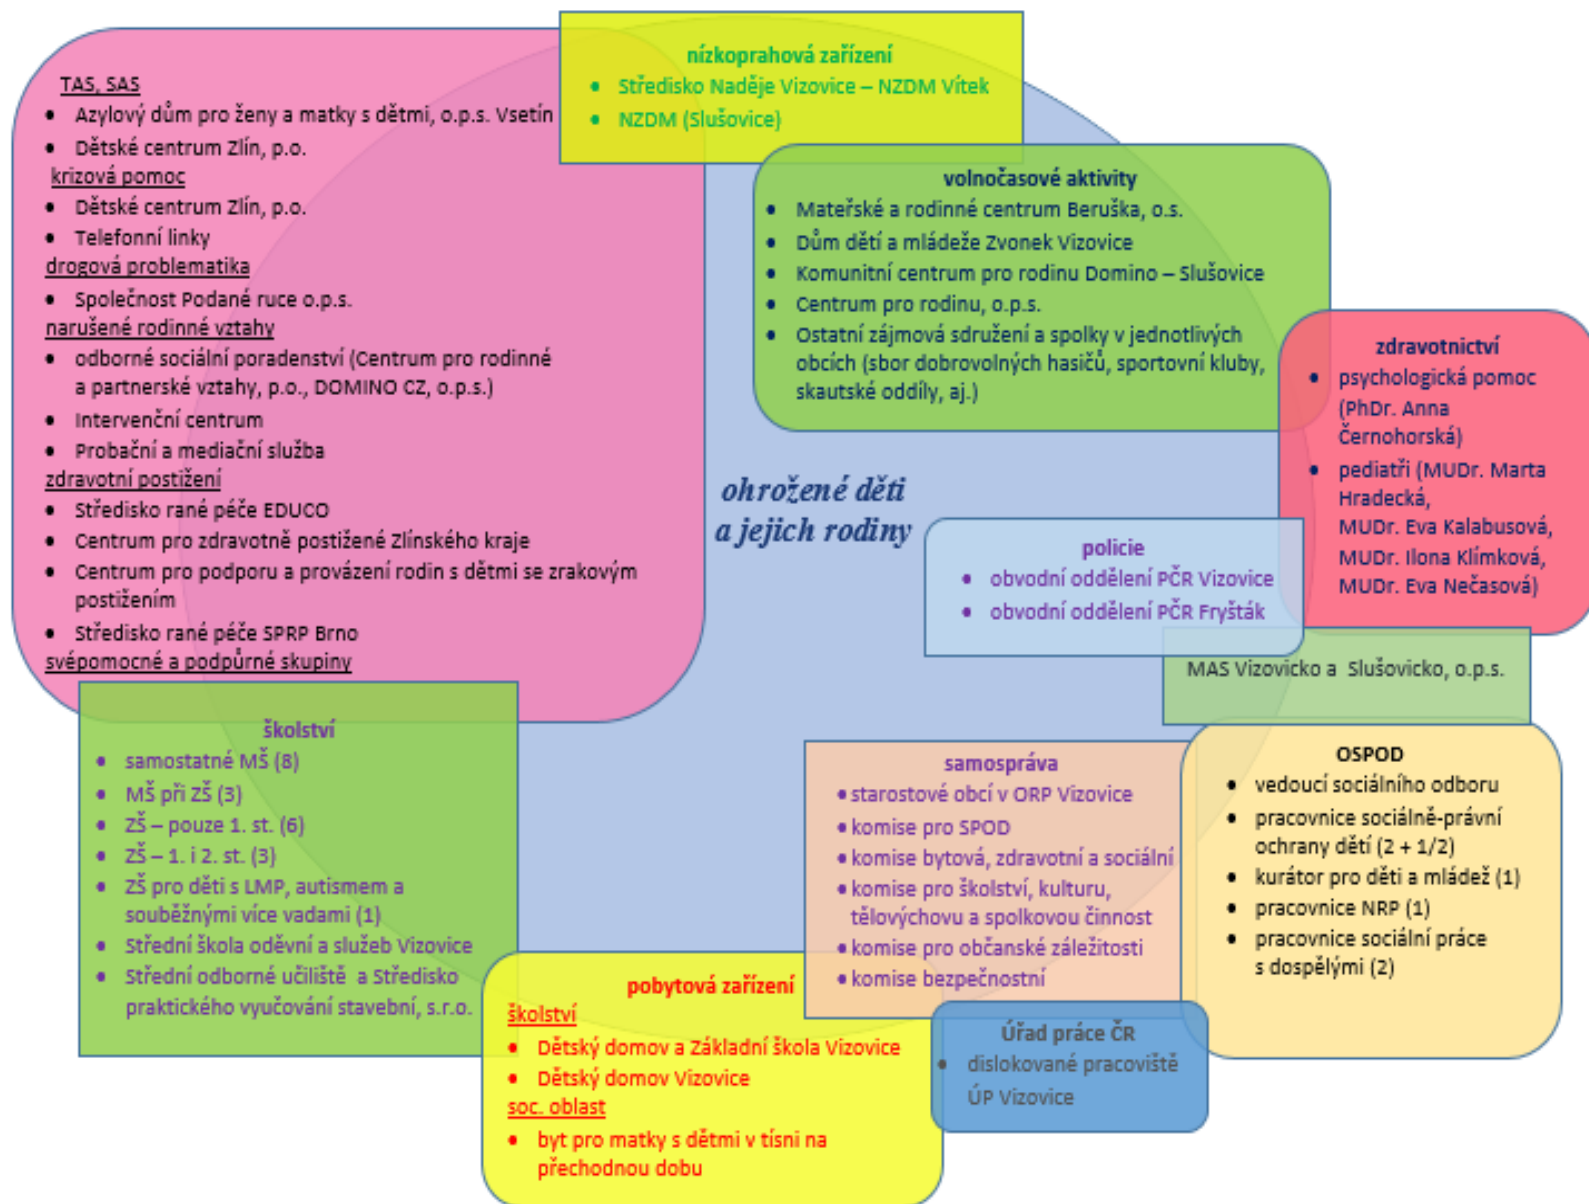 TAS, SAS
• Azylový dům pro ženy a matky s dětmi, o.p.s. Vsetín
• Dětské centrum Zlín, p.o.
krizová pomoc
• Dětské centrum Zlín, p.o.
• Telefonní linky
drogová problematika
• Společnost Podané ruce o.p.s.
narušené rodinné vztahy
• odborné sociální poradenství (Centrum pro rodinné
a partnerské vztahy, p.o., DOMINO CZ, o.p.s.)
• Intervenční centrum
• Probační a mediační služba
zdravotní postižení
• Středisko rané péče EDUCO
• Centrum pro zdravotně postižené Zlínského kraje
• Centrum pro podporu a provázení rodin s dětmi se zrakovým
postižením
• Středisko rané péče SPRP Brno
svépomocné a podpůrné skupiny
nízkoprahová zařízení
• Středisko Naděje Vizovice – NZDM Vítek
• NZDM (Slušovice)
volnočasové aktivity
• Mateřské a rodinné centrum Beruška, o.s.
• Dům dětí a mládeže Zvonek Vizovice
• Komunitní centrum pro rodinu Domino – Slušovice
• Centrum pro rodinu, o.p.s.
• Ostatní zájmová sdružení a spolky v jednotlivých
obcích (sbor dobrovolných hasičů, sportovní kluby,
skautské oddíly, aj.)
zdravotnictví
• psychologická pomoc
(PhDr. Anna
Černohorská)
• pediatři (MUDr. Marta
Hradecká,
MUDr. Eva Kalabusová,
MUDr. Ilona Klímková,
MUDr. Eva Nečasová)
ohrožené děti
a jejich rodiny
policie
• obvodní oddělení PČR Vizovice
• obvodní oddělení PČR Fryšták
MAS Vizovicko a Slušovicko, o.p.s.
školství
• samostatné MŠ (8)
• MŠ při ZŠ (3)
• ZŠ – pouze 1. st. (6)
• ZŠ – 1. i 2. st. (3)
• ZŠ pro děti s LMP, autismem a
souběžnými více vadami (1)
• Střední škola oděvní a služeb Vizovice
• Střední odborné učiliště a Středisko
praktického vyučování stavební, s.r.o.
samospráva
• starostové obcí v ORP Vizovice
• komise pro SPOD
• komise bytová, zdravotní a sociální
• komise pro školství, kulturu,
tělovýchovu a spolkovou činnost
• komise pro občanské záležitosti
• komise bezpečnostní
OSPOD
• vedoucí sociálního odboru
• pracovnice sociálně-právní
ochrany dětí (2 + 1/2)
• kurátor pro děti a mládež (1)
• pracovnice NRP (1)
• pracovnice sociální práce
s dospělými (2)
pobytová zařízení
školství
• Dětský domov a Základní škola Vizovice
• Dětský domov Vizovice
soc. oblast
• byt pro matky s dětmi v tísni na
přechodnou dobu
Úřad práce ČR
• dislokované pracoviště
ÚP Vizovice